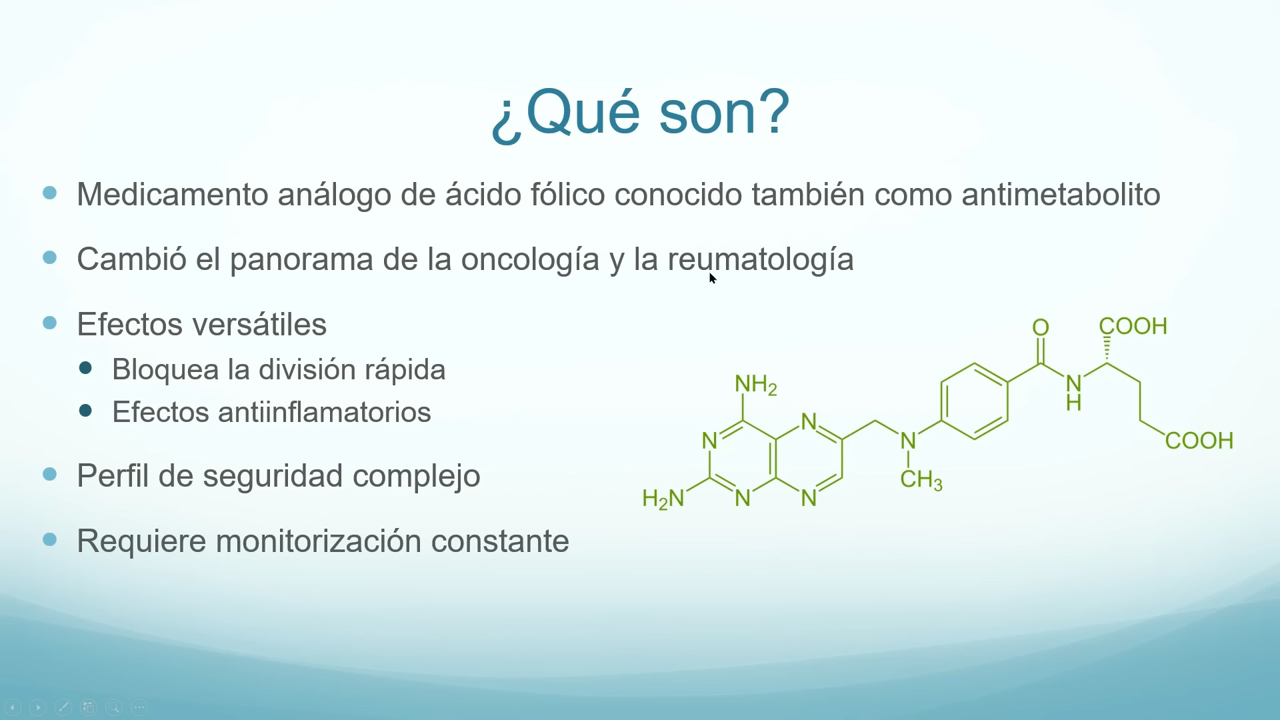 ¿Qué son?
Medicamento análogo de ácido fólico conocido también como antimetabolito
Cambió el panorama de la oncología y la reumatología
Efectos versátiles
Bloquea la división rápida
Efectos antiinflamatorios
Perfil de seguridad complejo
Requiere monitorización constante
O
COOH
NH2
N
H
N
N
N
COOH
CH3
H2N
N
N